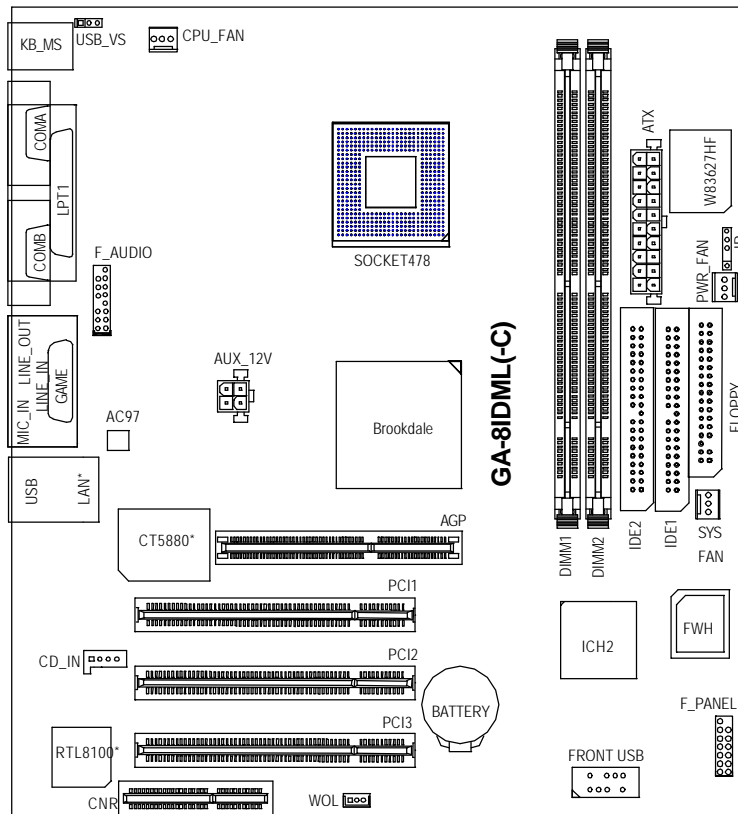 KB_MS
USB_VS
CPU_FAN
COMA
LPT1
COMB
F_AUDIO
SOCKET478
ATX
W83627HF
IR
PWR_FAN
AUX_12V
MIC_IN LINE_OUT
LINE_IN
GAME
AC97
Brookdale
GA-8IDML(-C)
FLOPPY
USB
LAN*
CT5880*
AGP
DIMM1
DIMM2
IDE2
IDE1
SYS
FAN
PCI1
CD_IN
PCI2
BATTERY
ICH2
FWH
PCI3
RTL8100*
F_PANEL
FRONT USB
CNR
WOL